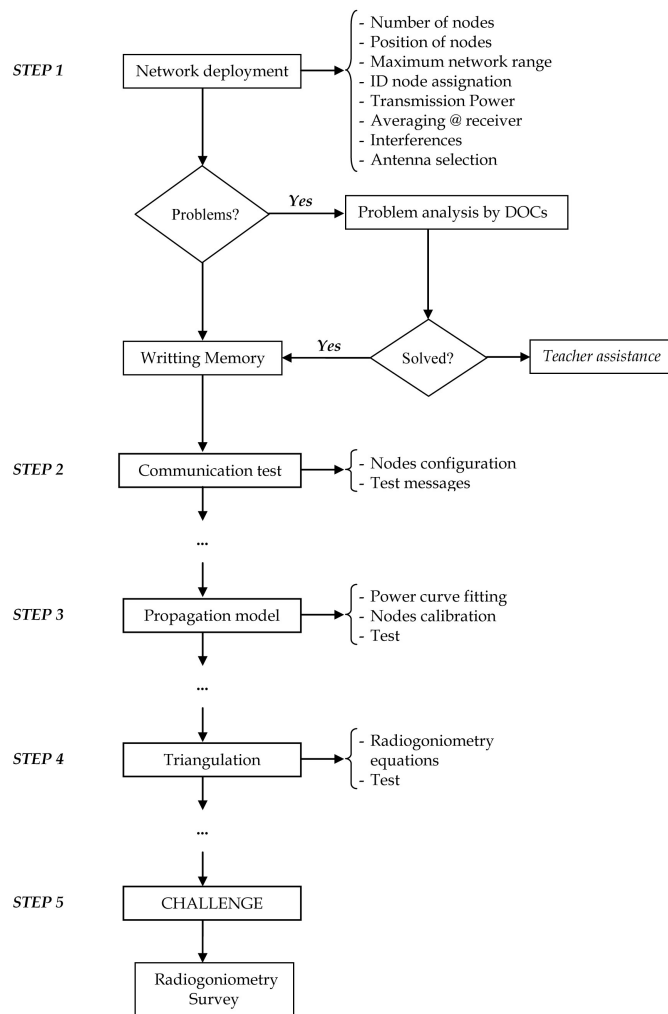 STEP 1
Network deployment
- Number of nodes
- Position of nodes
- Maximum network range
- ID node assignation
- Transmission Power
- Averaging @ receiver
- Interferences
- Antenna selection
Problems?
Yes
Problem analysis by DOCs
Writting Memory
Yes
Solved?
Teacher assistance
STEP 2
Communication test
- Nodes configuration
- Test messages
...
STEP 3
Propagation model
- Power curve fitting
- Nodes calibration
- Test
...
STEP 4
Triangulation
- Radiogoniometry
equations
- Test
...
STEP 5
CHALLENGE
Radiogoniometry
Survey